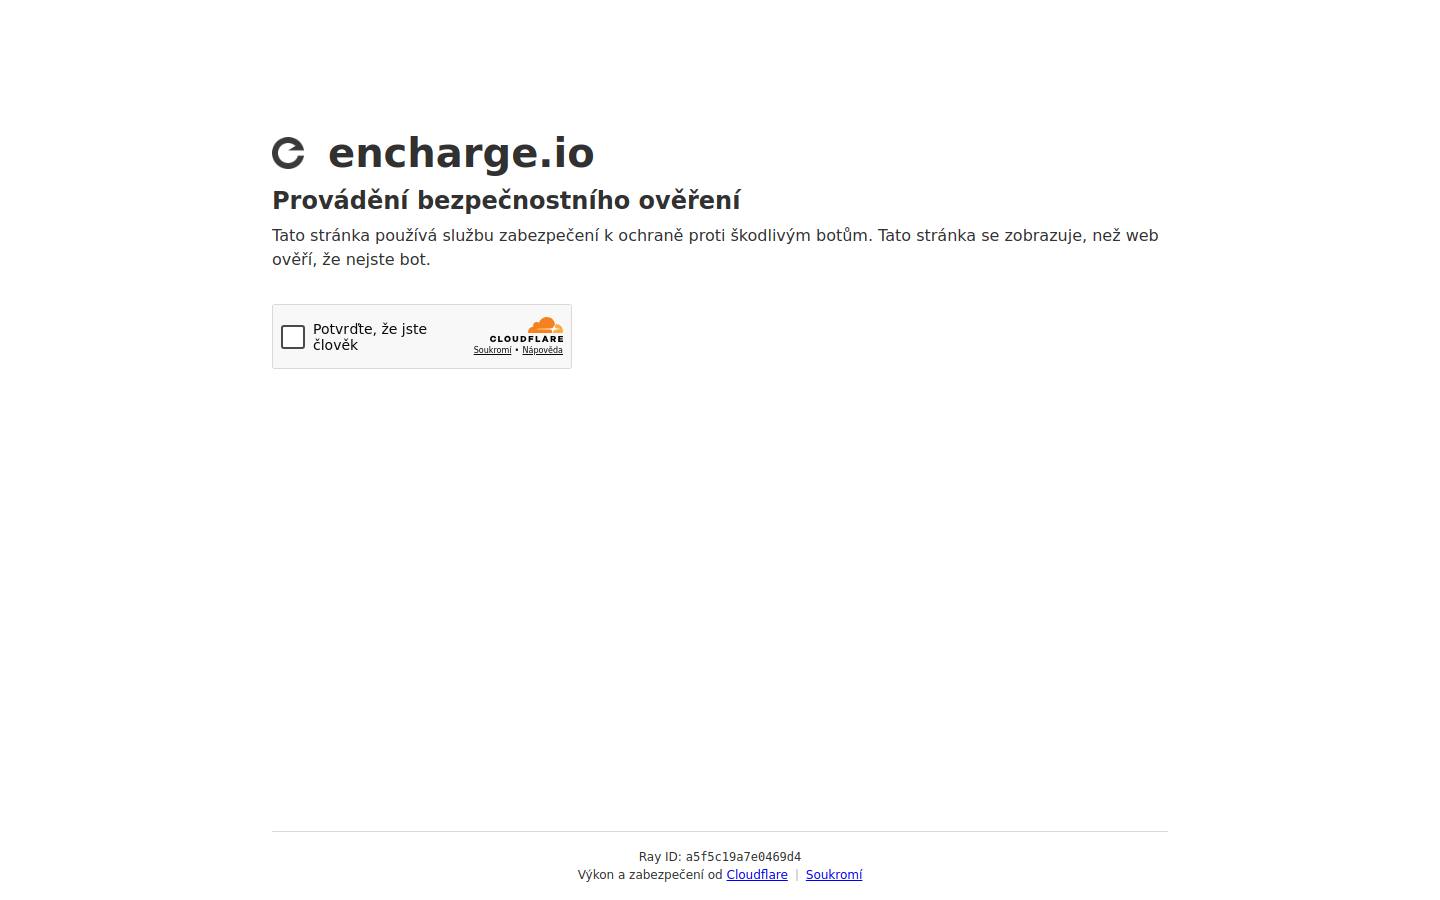 encharge.io
Provádění bezpečnostního ověření
Tato stránka používá službu zabezpečení k ochraně proti škodlivým botům. Tato stránka se zobrazuje, než web
ověří, že nejste bot.
Potvrďte, že jste
člověk
CLOUDFLARE
Soukromí • Nápověda
Ray ID: a5f5c19a7e0469d4
Výkon a zabezpečení od Cloudflare | Soukromí